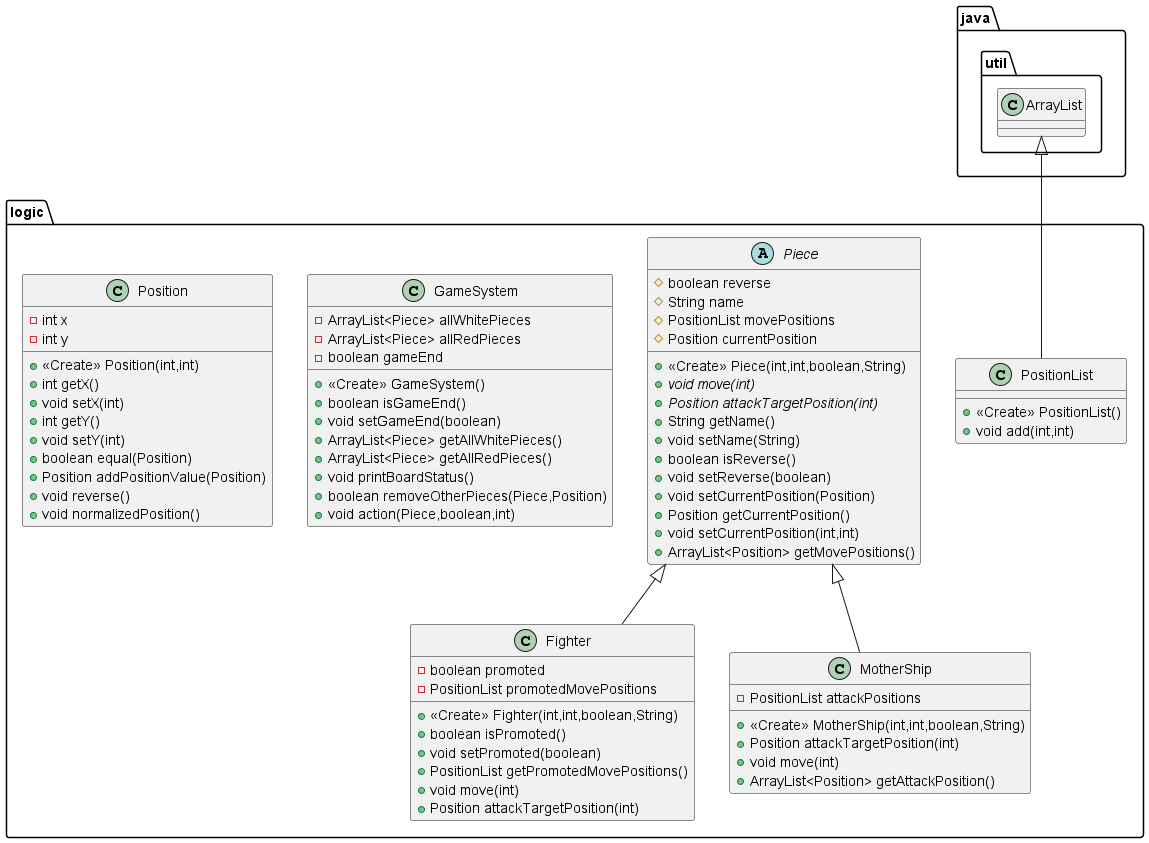 java
util
C ArrayList
logic
C Position
int x
int y
«Create» Position(int,int)
int getX()
void setX(int)
int getY()
void setY(int)
boolean equal(Position)
Position addPositionValue(Position)
void reverse()
void normalizedPosition()
C GameSystem
ArrayList<Piece> allWhitePieces
ArrayList<Piece> allRedPieces
boolean gameEnd
«Create» GameSystem()
boolean isGameEnd()
void setGameEnd(boolean)
ArrayList<Piece> getAllWhitePieces()
ArrayList<Piece> getAllRedPieces()
void printBoardStatus()
boolean removeOtherPieces(Piece,Position)
void action(Piece,boolean,int)
A Piece
boolean reverse
String name
PositionList movePositions
Position currentPosition
«Create» Piece(int,int,boolean,String)
void move(int)
Position attackTargetPosition(int)
String getName()
void setName(String)
boolean isReverse()
void setReverse(boolean)
void setCurrentPosition(Position)
Position getCurrentPosition()
void setCurrentPosition(int,int)
ArrayList<Position> getMovePositions()
C PositionList
«Create» PositionList()
void add(int,int)
C Fighter
boolean promoted
PositionList promotedMovePositions
«Create» Fighter(int,int,boolean,String)
boolean isPromoted()
void setPromoted(boolean)
PositionList getPromotedMovePositions()
void move(int)
Position attackTargetPosition(int)
C MotherShip
PositionList attackPositions
«Create» MotherShip(int,int,boolean,String)
Position attackTargetPosition(int)
void move(int)
ArrayList<Position> getAttackPosition()